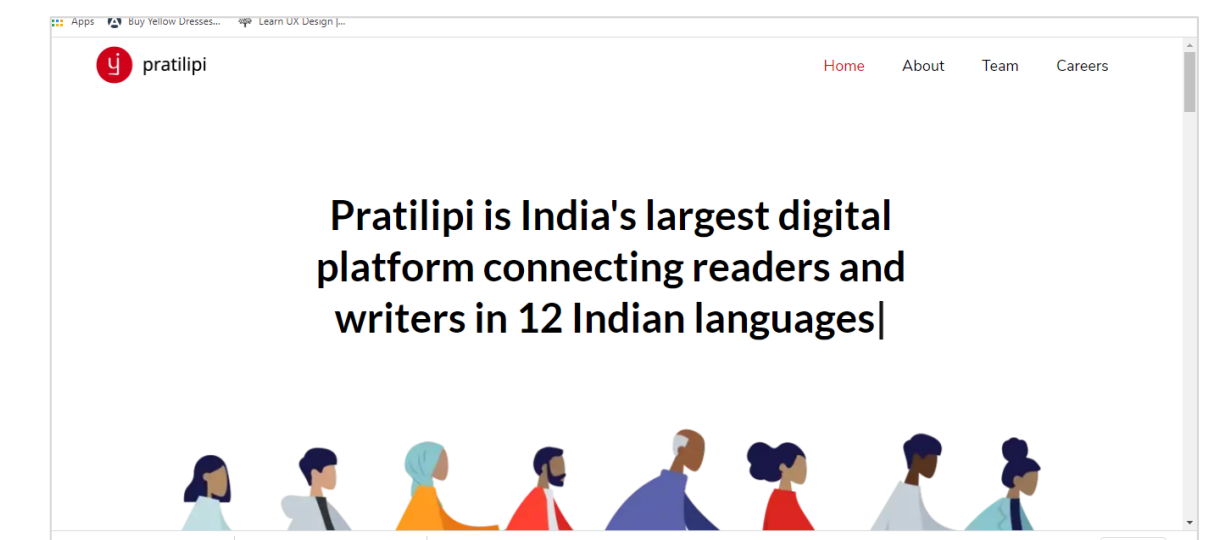 Apps Buy Yellow Dresses... Learn UX Design |...
pratilipi Home About Team Careers
Pratilipi is India's largest digital
platform connecting readers and
writers in 12 Indian languages|